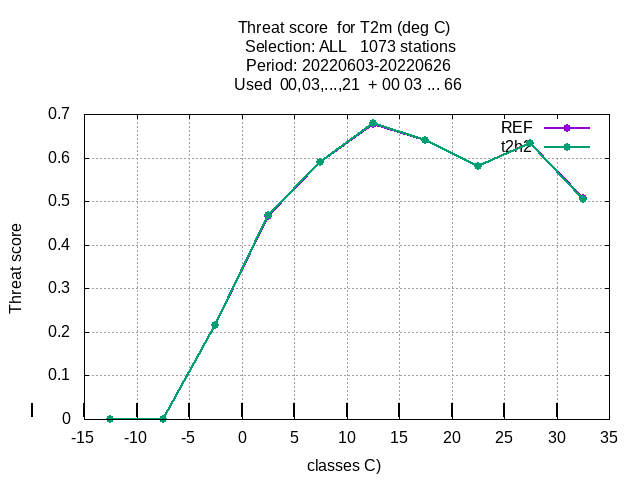 Threat score  for T2m (deg C)
Selection: ALL   1073 stations
Period: 20220603-20220626
Used  00,03,...,21  + 00 03 ... 66
REF
t2h2
0.7
0.6
0.5
0.4
0.3
0.2
0.1
0
Threat score
-15 -10 -5 0 5 10 15 20 25 30 35
classes C)